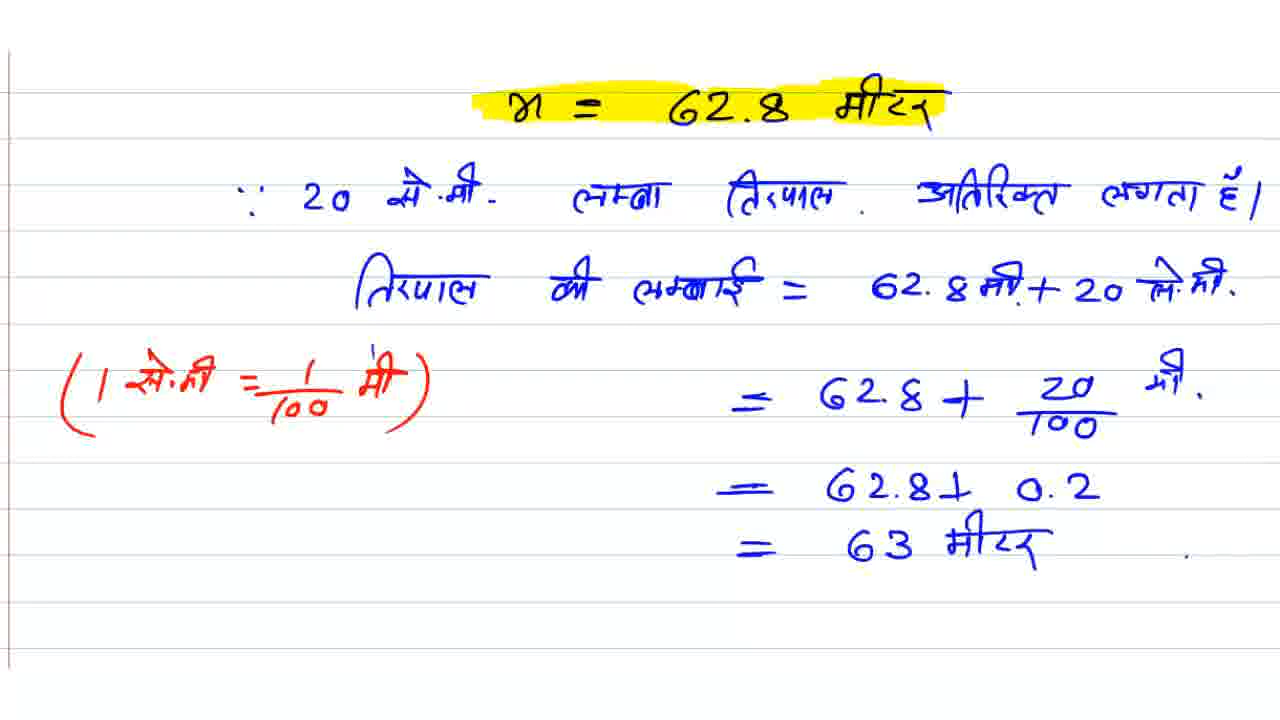 x = 62.8 मीटर
∵ 20 से.मी. लम्बा तिरपाल अतिरिक्त लगता है।
तिरपाल की लम्बाई = 62.8 मी. + 20 से.मी.
(1 से.मी = 1/100 मी) = 62.8 + 20/100 मी.
= 62.8 + 0.2
= 63 मीटर